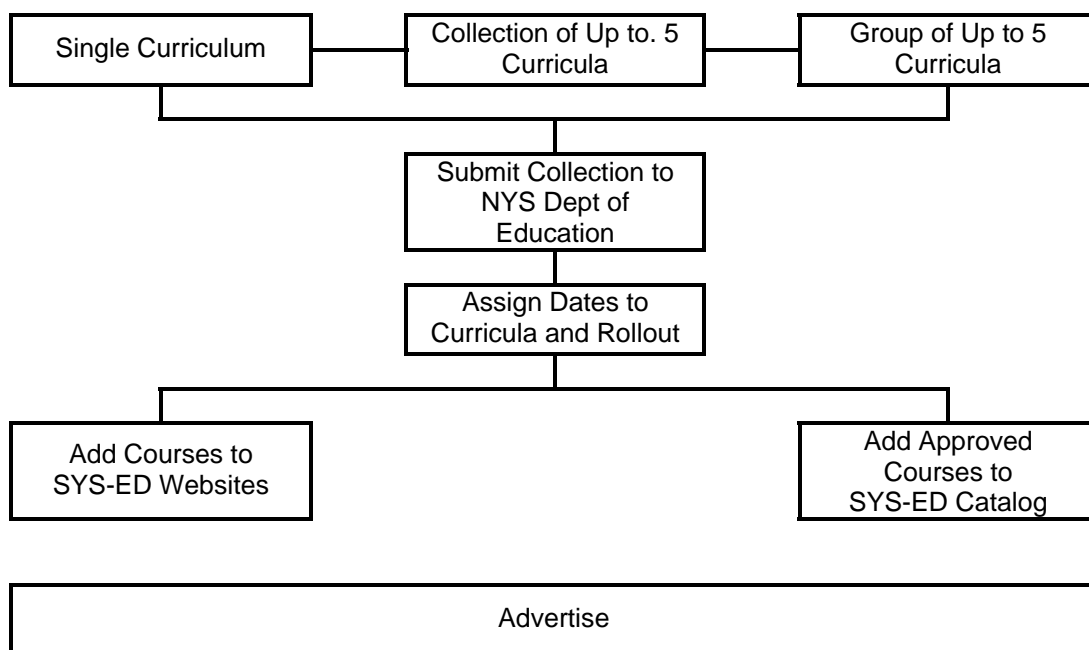 Single Curriculum
Collection of Up to. 5
Curricula
Group of Up to 5
Curricula
Submit Collection to
NYS Dept of
Education
Assign Dates to
Curricula and Rollout
Add Courses to
SYS-ED Websites
Add Approved
Courses to
SYS-ED Catalog
Advertise